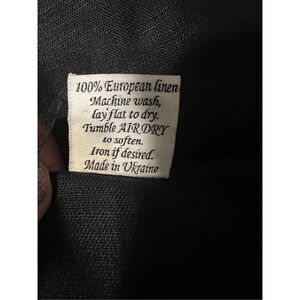 100% European linen
Machine wash,
lay flat to dry.
Tumble AIR DRY
to soften.
Iron if desired.
Made in Ukraine